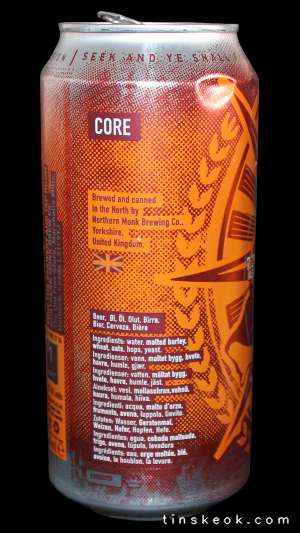 ON / SEEK AND YE SHALL
CORE
Brewed and canned
in the North by
Northern Monk Brewing Co.,
Yorkshire,
United Kingdom.
Beer, Øl, Öl, Olut, Birra,
Bier, Cerveza, Bière
Ingredients: water, malted barley,
wheat, oats, hops, yeast.
Ingredienser: vann, maltet bygg, hvete,
havre, humle, gjær.
Ingredienser: vatten, mältat bygg,
vete, havre, humle, jäst.
Ainekset: vesi, mallasohraa, vehnä,
kaura, humala, hiiva.
Ingredienti: acqua, malto d'orzo,
frumento, avena, luppolo, lievito.
Zutaten: Wasser, Gerstenmalz,
Weizen, Hafer, Hopfen, Hefe.
Ingredientes: agua, cebada malteada,
trigo, avena, lúpulo, levadura
Ingrédients: eau, orge maltée, blé,
avoine, le houblon, la levure.
tinskeok.com